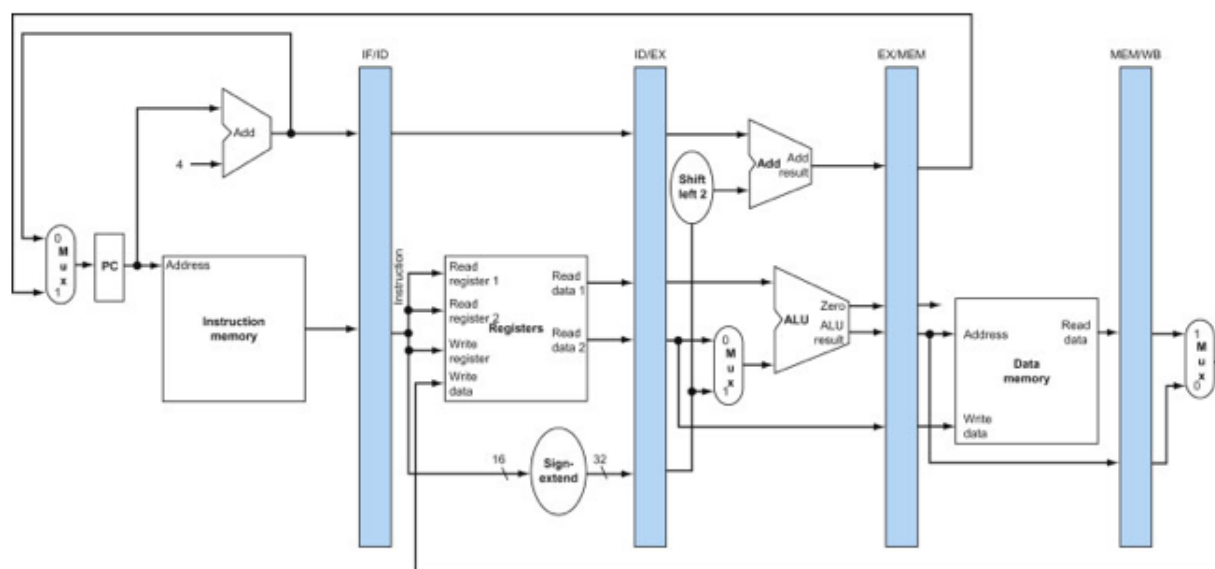 IF/ID
ID/EX
EX/MEM
MEM/WB
Add
4
Shift
left 2
Add
Add
result
0
M
u
x
1
PC
Address
Instruction
memory
Instruction
Read
register 1
Read
register 2
Write
register
Write
data
Registers
Read
data 1
Read
data 2
16
Sign-
extend
32
0
M
u
x
1
Zero
ALU
ALU
result
Address
Read
data
Data
memory
Write
data
1
M
u
x
0